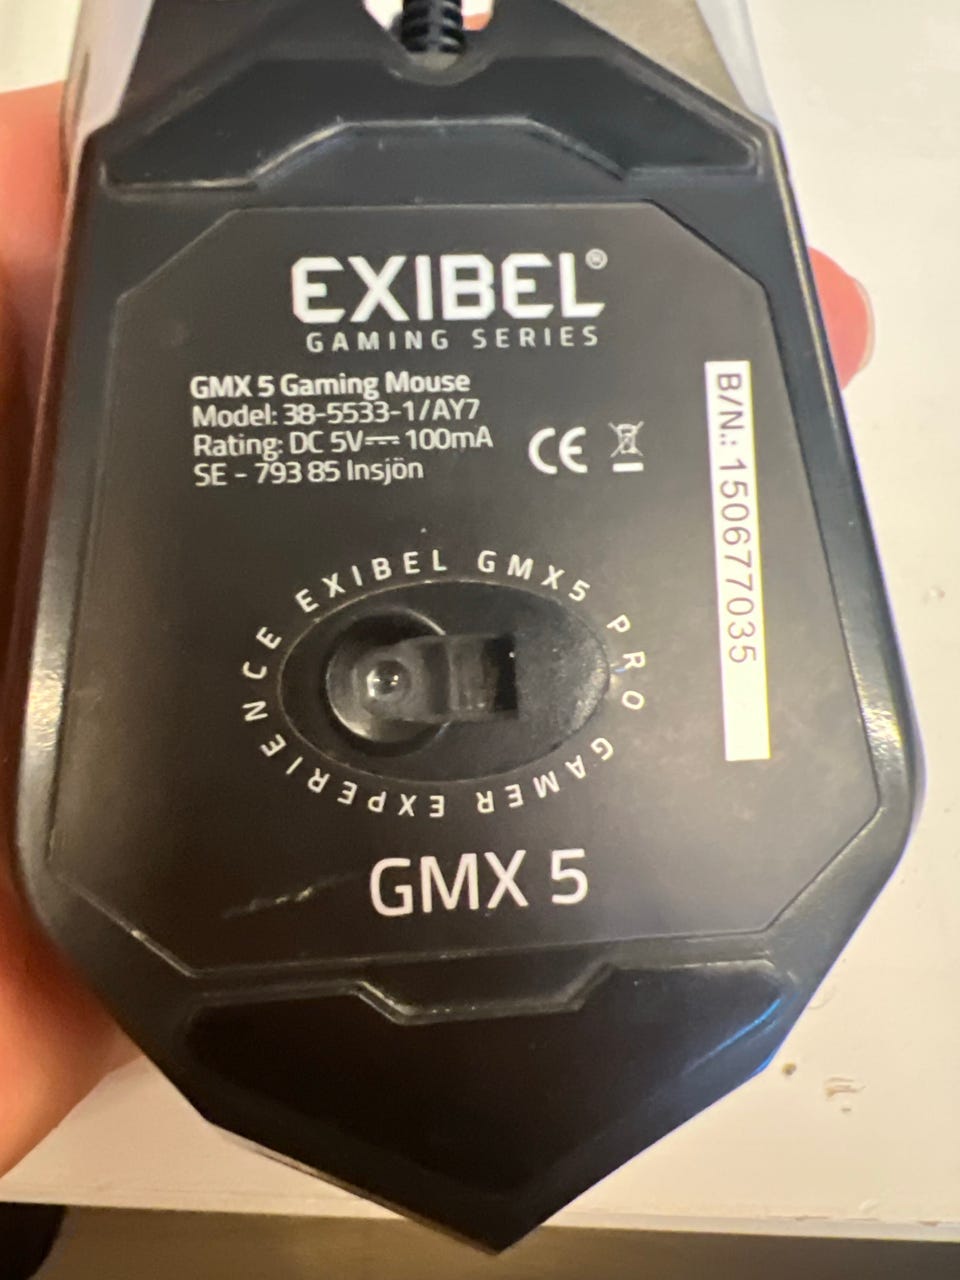 EXIBEL®
GAMING SERIES
GMX 5 Gaming Mouse
Model: 38-5533-1/AY7
Rating: DC 5V⎓100mA
SE - 793 85 Insjön
CE
B/N.: 150677035
EXIBEL GMX5 PRO GAMER EXPERIENCE
GMX 5